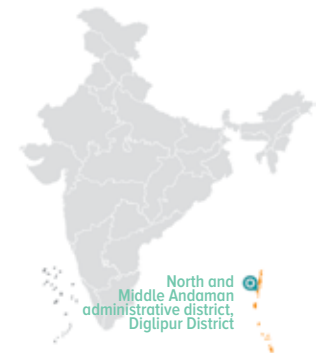 North and
Middle Andaman
administrative district,
Diglipur District